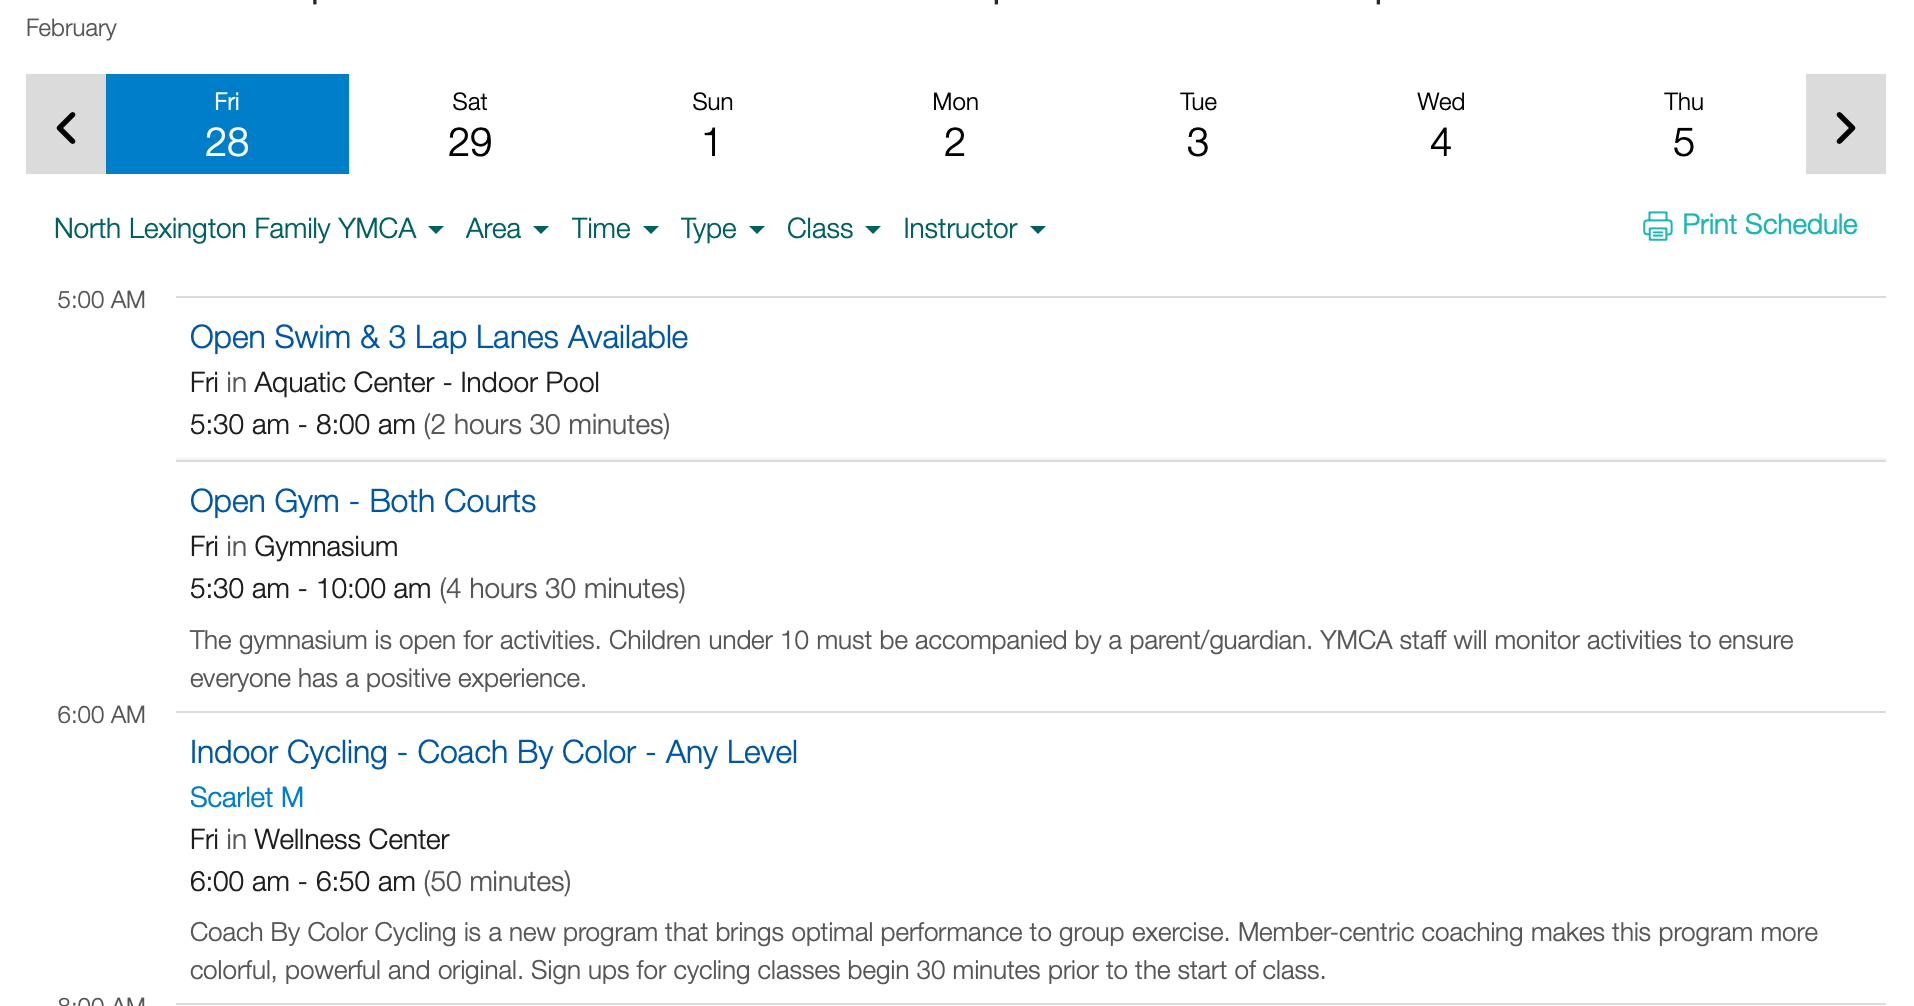 February
Fri
28
Sat
29
Sun
1
Mon
2
Tue
3
Wed
4
Thu
5
North Lexington Family YMCA Area Time Type Class Instructor
Print Schedule
5:00 AM
Open Swim & 3 Lap Lanes Available
Fri in Aquatic Center - Indoor Pool
5:30 am - 8:00 am (2 hours 30 minutes)
Open Gym - Both Courts
Fri in Gymnasium
5:30 am - 10:00 am (4 hours 30 minutes)
The gymnasium is open for activities. Children under 10 must be accompanied by a parent/guardian. YMCA staff will monitor activities to ensure
everyone has a positive experience.
6:00 AM
Indoor Cycling - Coach By Color - Any Level
Scarlet M
Fri in Wellness Center
6:00 am - 6:50 am (50 minutes)
Coach By Color Cycling is a new program that brings optimal performance to group exercise. Member-centric coaching makes this program more
colorful, powerful and original. Sign ups for cycling classes begin 30 minutes prior to the start of class.
8:00 AM